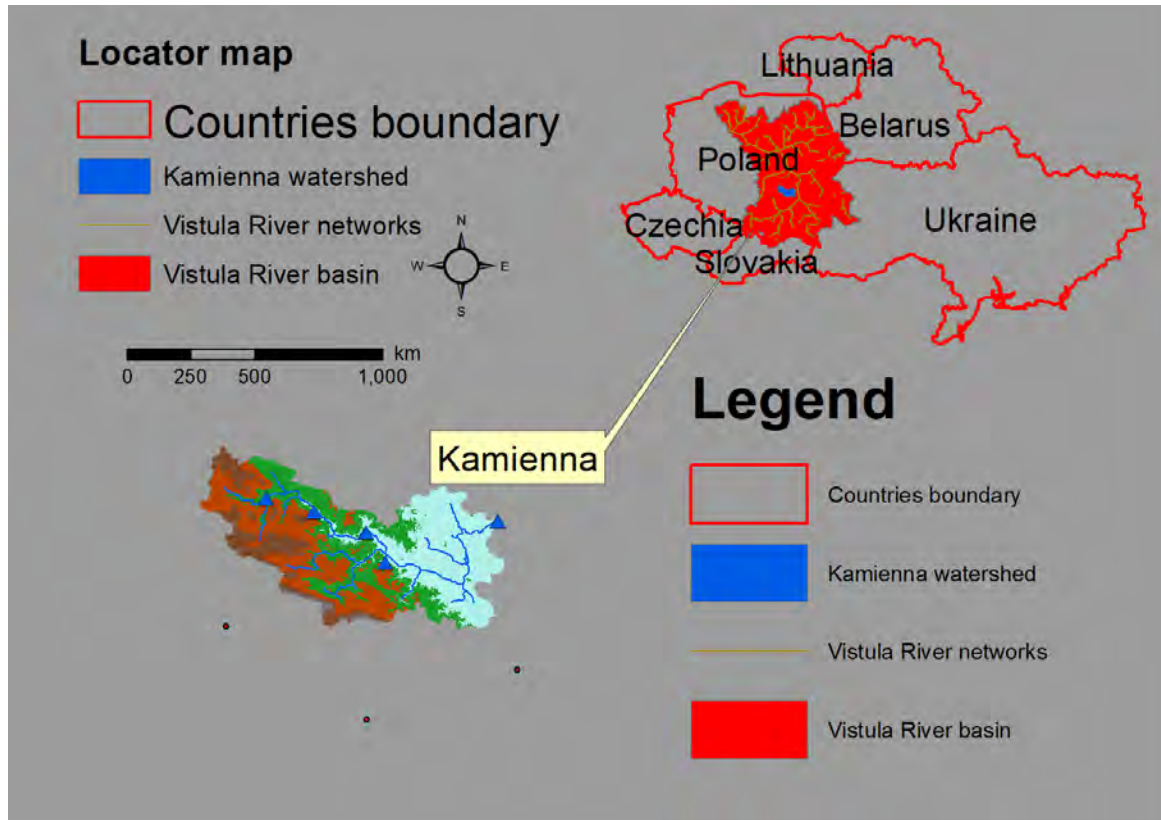 Locator map
Countries boundary
Kamienna watershed
Vistula River networks
Vistula River basin
N
W E
S
km
0 250 500 1,000
Lithuania
Belarus
Poland
Ukraine
Czechia
Slovakia
Kamienna
Legend
Countries boundary
Kamienna watershed
Vistula River networks
Vistula River basin